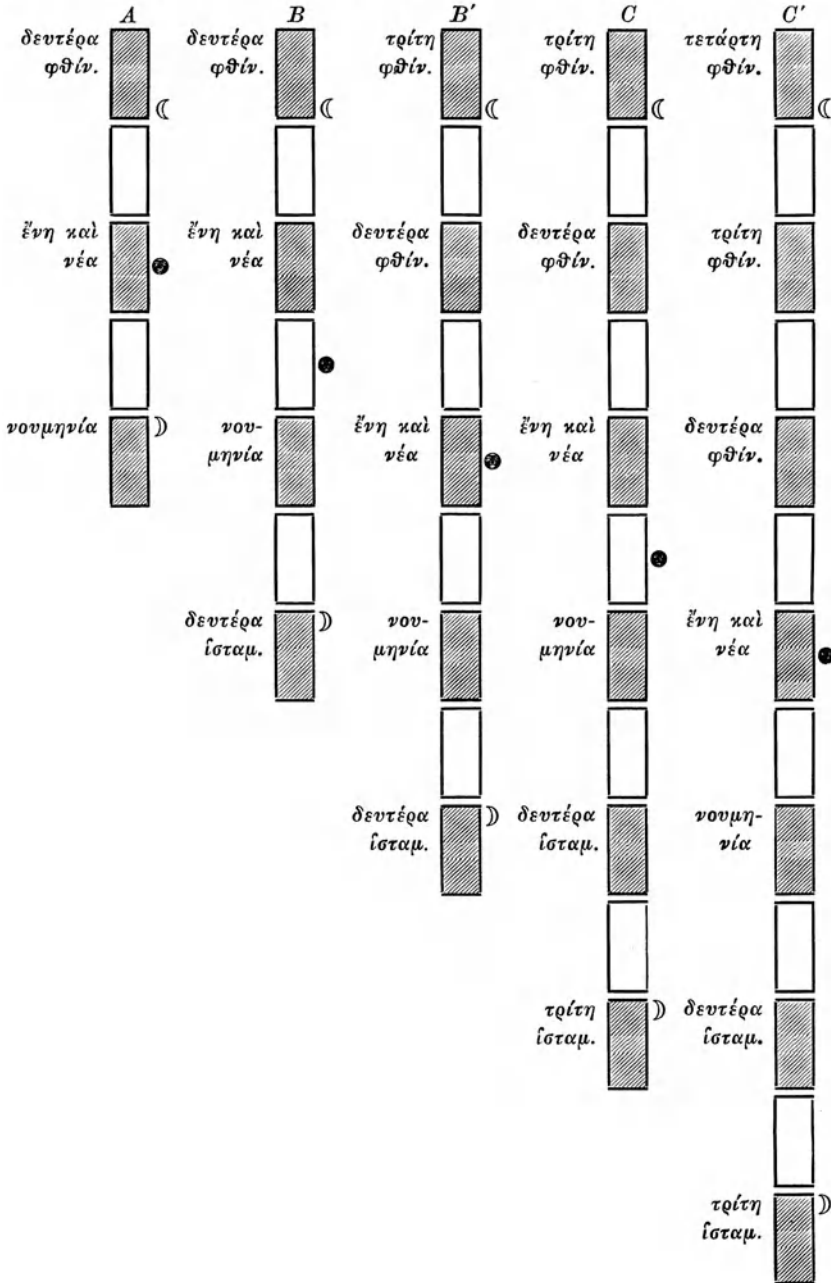 A B B′ C C′
δευτέρα δευτέρα τρίτη τρίτη τετάρτη
φθίν. φθίν. φθίν. φθίν. φθίν.
ἕνη καὶ ἕνη καὶ δευτέρα δευτέρα τρίτη
νέα νέα φθίν. φθίν. φθίν.
νουμηνία νου- ἕνη καὶ ἕνη καὶ δευτέρα
μηνία νέα νέα φθίν.
δευτέρα νου- νου- ἕνη καὶ
ἱσταμ. μηνία μηνία νέα
δευτέρα δευτέρα νουμη-
ἱσταμ. ἱσταμ. νία
τρίτη δευτέρα
ἱσταμ. ἱσταμ.
τρίτη
ἱσταμ.